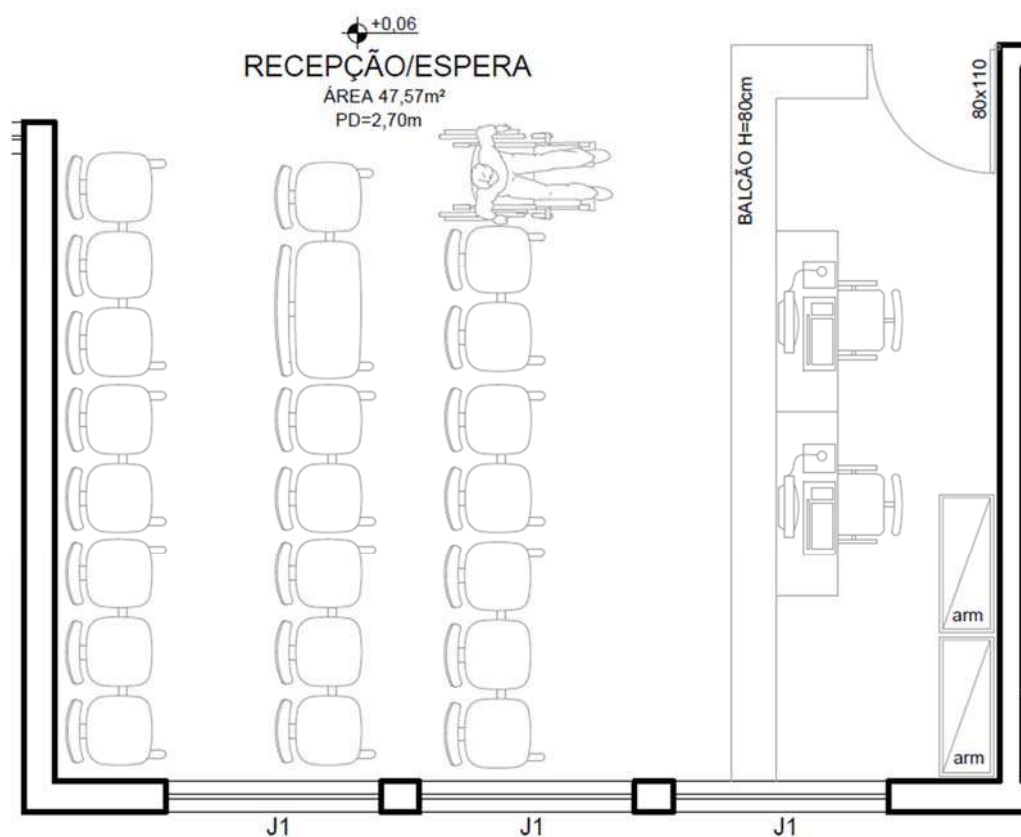 +0,06
RECEPÇÃO/ESPERA
ÁREA 47,57m²
PD=2,70m
BALCÃO H=80cm
80x110
arm
arm
J1
J1
J1